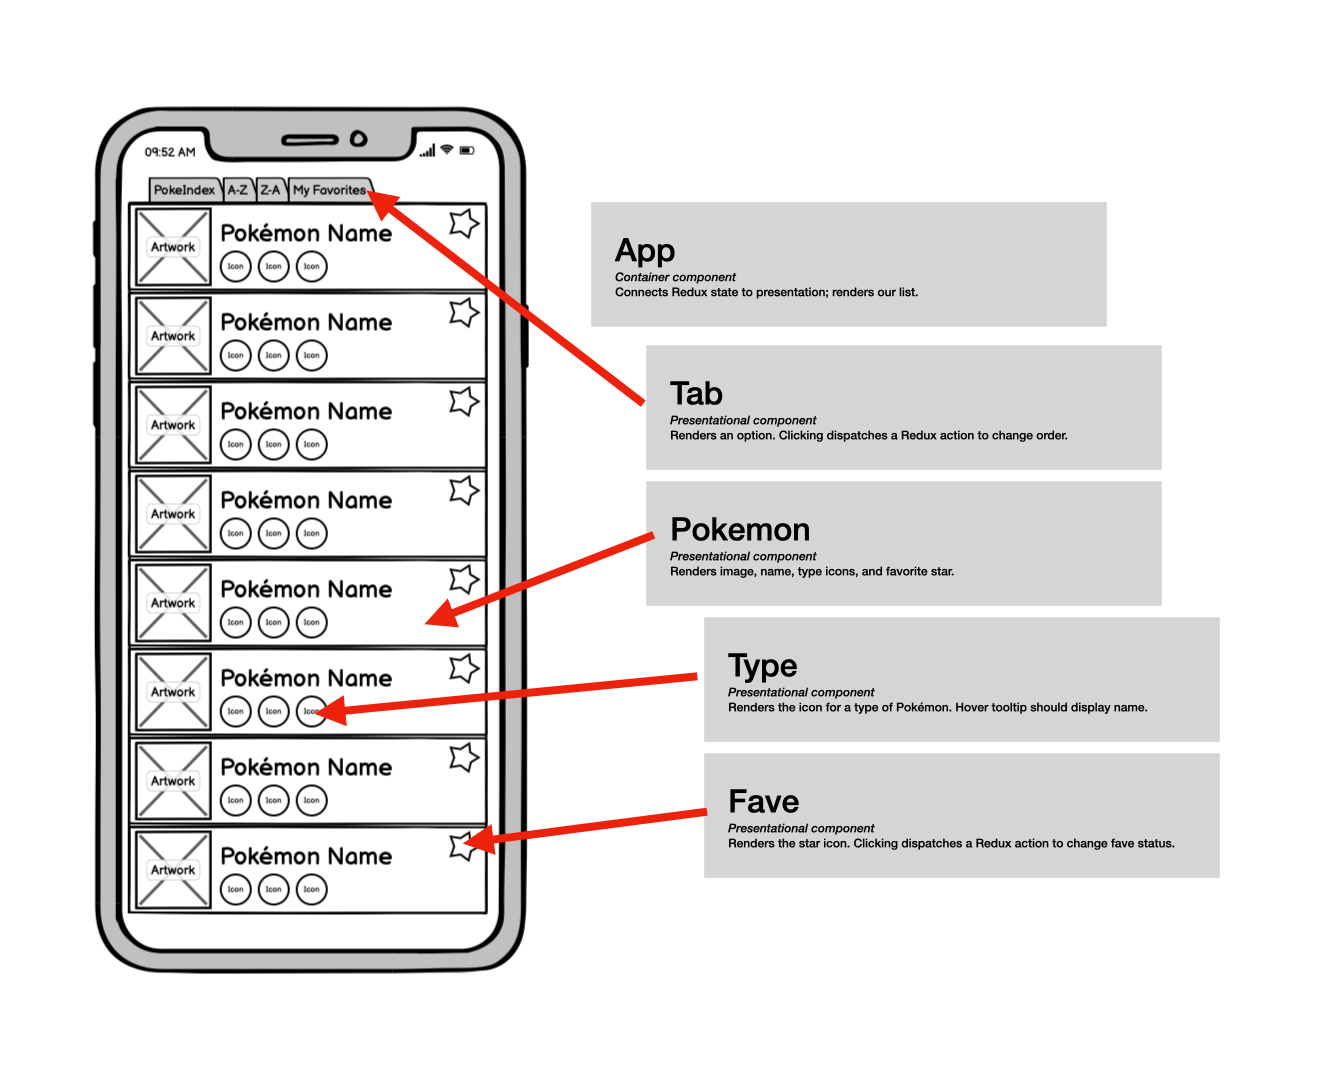 09:52 AM
PokeIndex A-Z Z-A My Favorites
Artwork
Pokémon Name
Icon Icon Icon
Artwork
Pokémon Name
Icon Icon Icon
Artwork
Pokémon Name
Icon Icon Icon
Artwork
Pokémon Name
Icon Icon Icon
Artwork
Pokémon Name
Icon Icon Icon
Artwork
Pokémon Name
Icon Icon Icon
Artwork
Pokémon Name
Icon Icon Icon
Artwork
Pokémon Name
Icon Icon Icon
App
Container component
Connects Redux state to presentation; renders our list.
Tab
Presentational component
Renders an option. Clicking dispatches a Redux action to change order.
Pokemon
Presentational component
Renders image, name, type icons, and favorite star.
Type
Presentational component
Renders the icon for a type of Pokémon. Hover tooltip should display name.
Fave
Presentational component
Renders the star icon. Clicking dispatches a Redux action to change fave status.